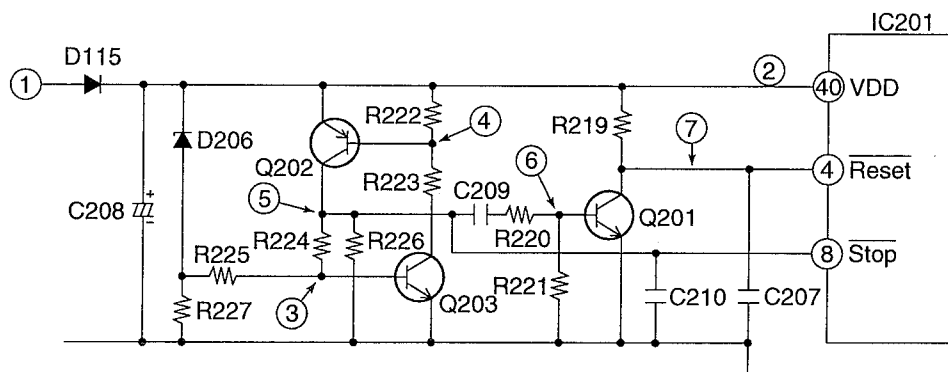 IC201
D115
1
2
40
VDD
R222
4
R219
7
D206
Q202
R223
6
4
Reset
C208
+
−
5
C209
Q201
R225
R224
R226
R220
8
Stop
R227
3
Q203
R221
C210
C207